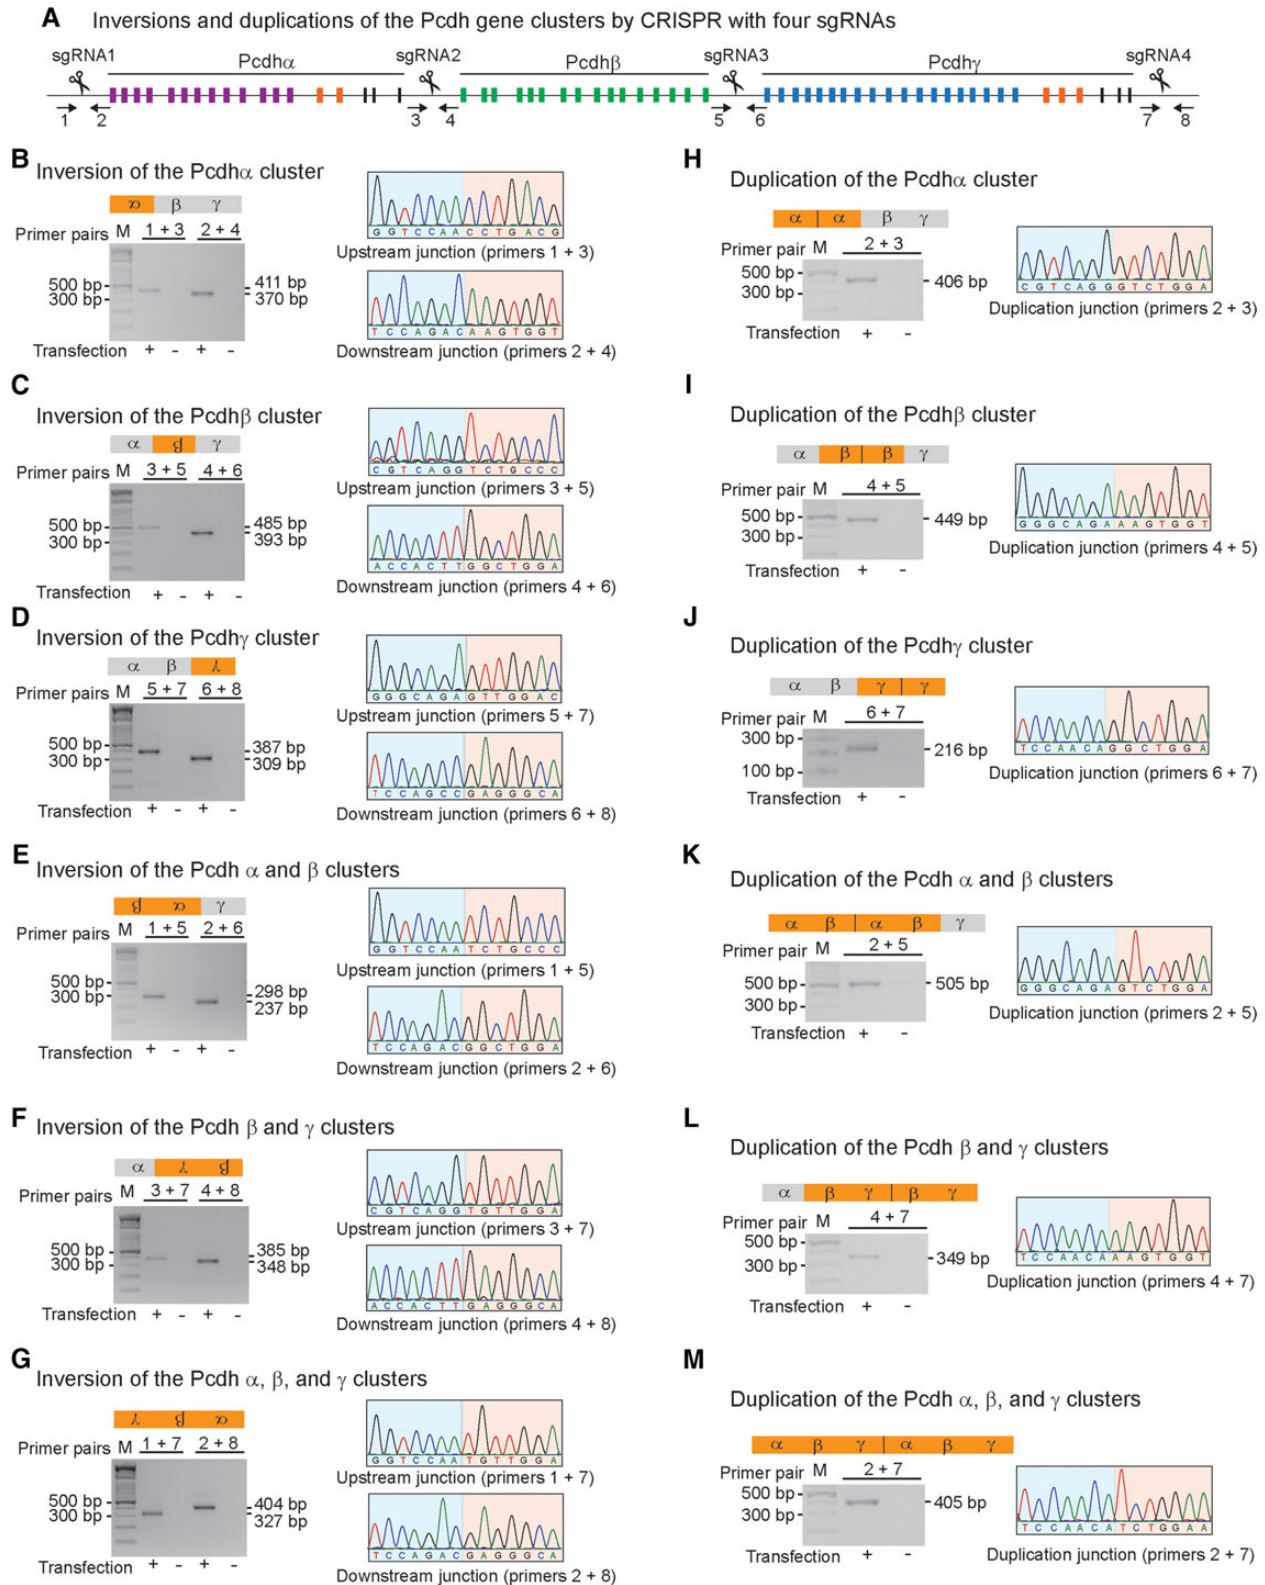 A Inversions and duplications of the Pcdh gene clusters by CRISPR with four sgRNAs
sgRNA1 Pcdhα sgRNA2 Pcdhβ sgRNA3 Pcdhγ sgRNA4
1 2 3 4 5 6 7 8
B Inversion of the Pcdhα cluster
α β γ
Primer pairs M 1 + 3 2 + 4
500 bp
300 bp
411 bp
370 bp
Transfection + - + -
G G T C C A A C C T G A C G
Upstream junction (primers 1 + 3)
T C C A G A C A A G T G G T
Downstream junction (primers 2 + 4)
C Inversion of the Pcdhβ cluster
α β γ
Primer pairs M 3 + 5 4 + 6
500 bp
300 bp
485 bp
393 bp
Transfection + - + -
C G T C A G G T C T G C C C
Upstream junction (primers 3 + 5)
A C C A C T T G G C T G G A
Downstream junction (primers 4 + 6)
D Inversion of the Pcdhγ cluster
α β γ
Primer pairs M 5 + 7 6 + 8
500 bp
300 bp
387 bp
309 bp
Transfection + - + -
G G G C A G A G T T G G A C
Upstream junction (primers 5 + 7)
T C C A G C C G A G G G C A
Downstream junction (primers 6 + 8)
E Inversion of the Pcdh α and β clusters
β α γ
Primer pairs M 1 + 5 2 + 6
500 bp
300 bp
298 bp
237 bp
Transfection + - + -
G G T C C A A T C T G C C C
Upstream junction (primers 1 + 5)
T C C A G A C G G C T G G A
Downstream junction (primers 2 + 6)
F Inversion of the Pcdh β and γ clusters
α γ β
Primer pairs M 3 + 7 4 + 8
500 bp
300 bp
385 bp
348 bp
Transfection + - + -
C G T C A G G T G T T G G A
Upstream junction (primers 3 + 7)
A C C A C T T G A G G G C A
Downstream junction (primers 4 + 8)
G Inversion of the Pcdh α, β, and γ clusters
γ β α
Primer pairs M 1 + 7 2 + 8
500 bp
300 bp
404 bp
327 bp
Transfection + - + -
G G T C C A A T G T T G G A
Upstream junction (primers 1 + 7)
T C C A G A C G A G G G C A
Downstream junction (primers 2 + 8)
H Duplication of the Pcdhα cluster
α α β γ
Primer pair M 2 + 3
500 bp
300 bp
406 bp
Transfection + -
C G T C A G G G T C T G G A
Duplication junction (primers 2 + 3)
I Duplication of the Pcdhβ cluster
α β β γ
Primer pair M 4 + 5
500 bp
300 bp
449 bp
Transfection + -
G G G C A G A A A G T G G T
Duplication junction (primers 4 + 5)
J Duplication of the Pcdhγ cluster
α β γ γ
Primer pair M 6 + 7
300 bp
100 bp
216 bp
Transfection + -
T C C A A C A G G C T G G A
Duplication junction (primers 6 + 7)
K Duplication of the Pcdh α and β clusters
α β α β γ
Primer pair M 2 + 5
500 bp
300 bp
505 bp
Transfection + -
G G G C A G A G T C T G G A
Duplication junction (primers 2 + 5)
L Duplication of the Pcdh β and γ clusters
α β γ β γ
Primer pair M 4 + 7
500 bp
300 bp
349 bp
Transfection + -
T C C A A C A A A G T G G T
Duplication junction (primers 4 + 7)
M Duplication of the Pcdh α, β, and γ clusters
α β γ α β γ
Primer pair M 2 + 7
500 bp
300 bp
405 bp
Transfection + -
T C C A A C A T C T G G A A
Duplication junction (primers 2 + 7)